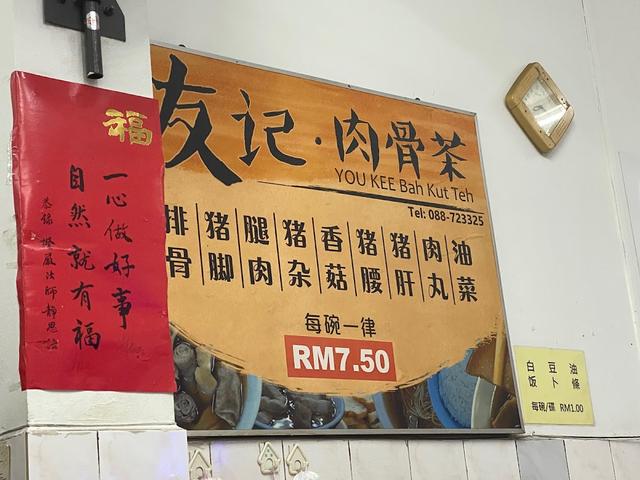 福
一心做好事
自然就有福
恭錄 證嚴法師靜思語
友记·肉骨茶
YOU KEE Bah Kut Teh
Tel: 088-723325
排骨
猪脚
腿肉
猪杂
香菇
猪腰
猪肝
肉丸
油菜
每碗一律
RM7.50
白饭
豆卜
油條
每碗/碟 RM1.00